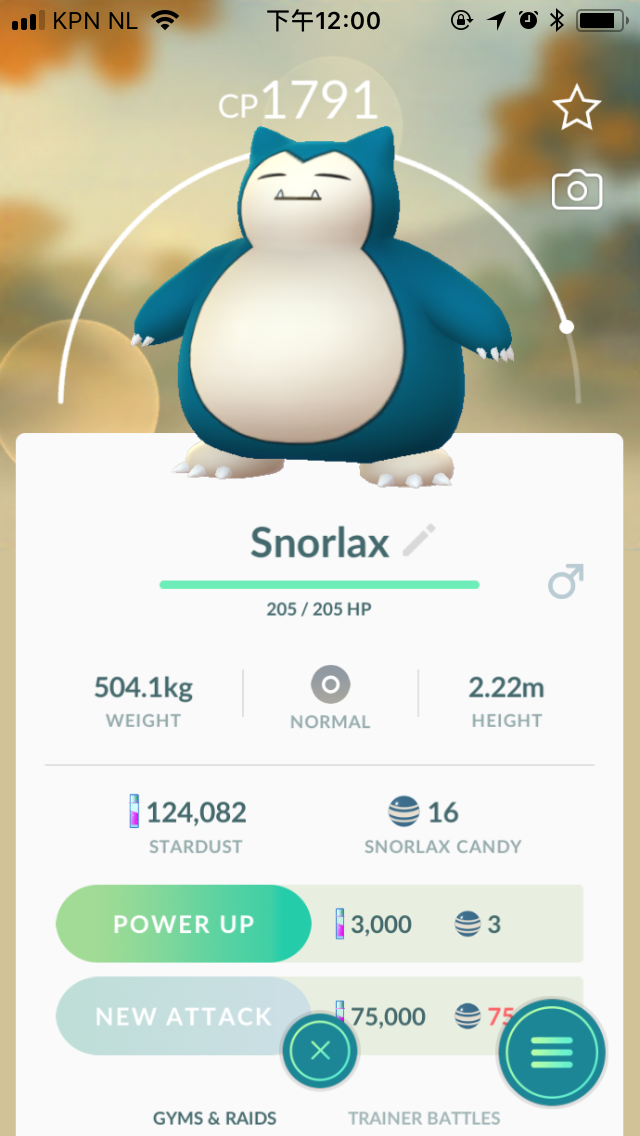 KPN NL 下午12:00
CP1791
Snorlax
205 / 205 HP
504.1kg
WEIGHT
NORMAL
2.22m
HEIGHT
124,082
STARDUST
16
SNORLAX CANDY
POWER UP 3,000 3
NEW ATTACK 75,000 75
GYMS & RAIDS TRAINER BATTLES